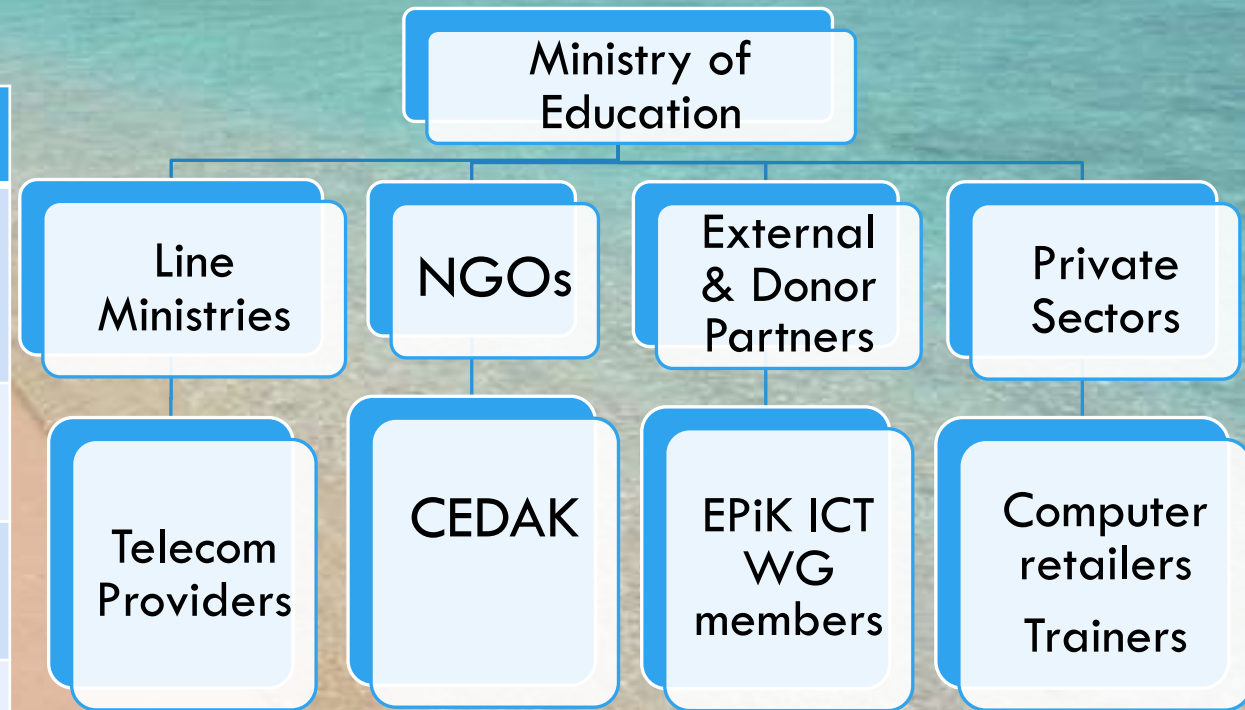 Ministry of
Education
Line
Ministries
NGOs
External
& Donor
Partners
Private
Sectors
Telecom
Providers
CEDAK
EPiK ICT
WG
members
Computer
retailers
Trainers